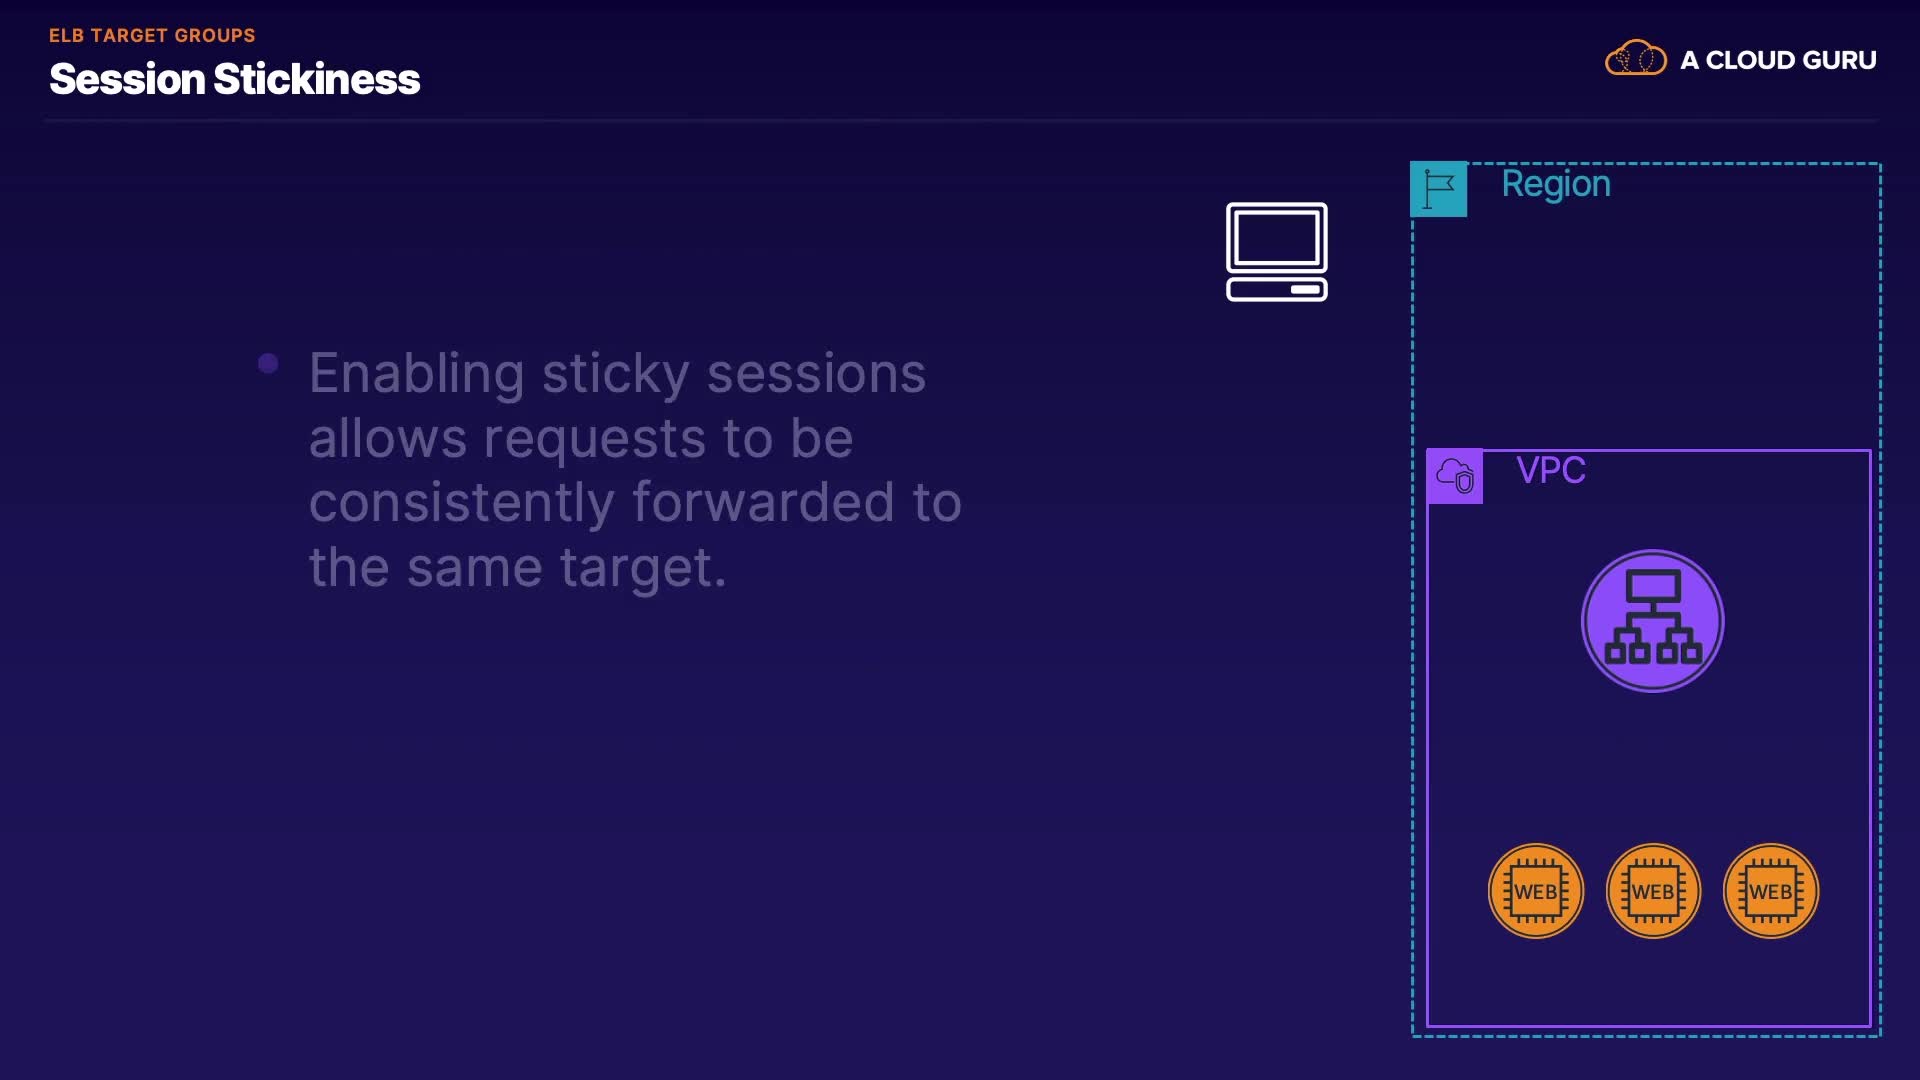 ELB TARGET GROUPS
Session Stickiness
A CLOUD GURU
Region
Enabling sticky sessions
allows requests to be
consistently forwarded to
the same target.
VPC
WEB
WEB
WEB